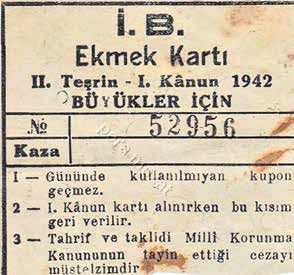 İ. B.
Ekmek Kartı
II. Teşrin - I. Kânun 1942
BÜYÜKLER İÇİN
№ 52956
Kaza
1 — Gününde kullanılmıyan kupon
geçmez.
2 — I. Kânun kartı alınırken bu kısım
geri verilir.
3 — Tahrif ve taklidi Millî Korunma
Kanununun tayin ettiği cezayı
müstelzimdir